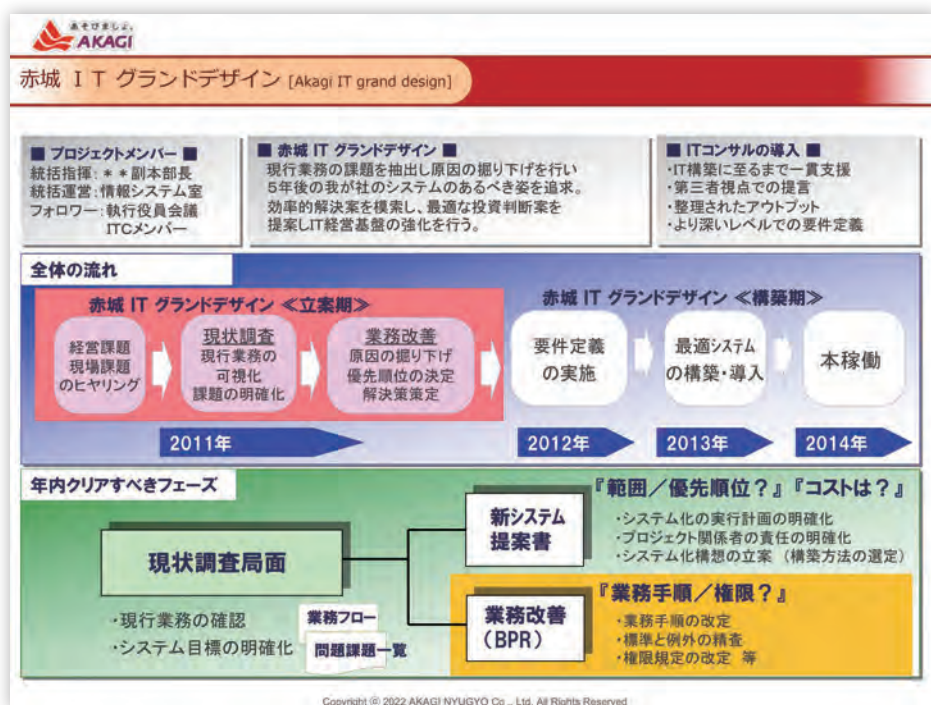 あそびましょ。
AKAGI
赤城 IT グランドデザイン [Akagi IT grand design]
■ プロジェクトメンバー ■
統括指揮：＊＊副本部長
統括運営：情報システム室
フォロワー：執行役員会議
ITCメンバー
■ 赤城 IT グランドデザイン ■
現行業務の課題を抽出し原因の掘り下げを行い
5年後の我が社のシステムのあるべき姿を追求。
効率的解決案を模索し、最適な投資判断案を
提案しIT経営基盤の強化を行う。
■ITコンサルの導入 ■
・IT構築に至るまで一貫支援
・第三者視点での提言
・整理されたアウトプット
・より深いレベルでの要件定義
全体の流れ
赤城 IT グランドデザイン ≪立案期≫
経営課題
現場課題
のヒヤリング
現状調査
現行業務の
可視化
課題の明確化
業務改善
原因の掘り下げ
優先順位の決定
解決策策定
赤城 IT グランドデザイン ≪構築期≫
要件定義
の実施
最適システム
の構築・導入
本稼働
2011年
2012年
2013年
2014年
年内クリアすべきフェーズ
現状調査局面
・現行業務の確認
・システム目標の明確化
業務フロー
問題課題一覧
新システム
提案書
『範囲／優先順位？』『コストは？』
・システム化の実行計画の明確化
・プロジェクト関係者の責任の明確化
・システム化構想の立案 (構築方法の選定)
業務改善
(BPR)
『業務手順／権限？』
・業務手順の改定
・標準と例外の精査
・権限規定の改定 等
Copyright © 2022 AKAGI NYUGYO Co ., Ltd. All Rights Reserved